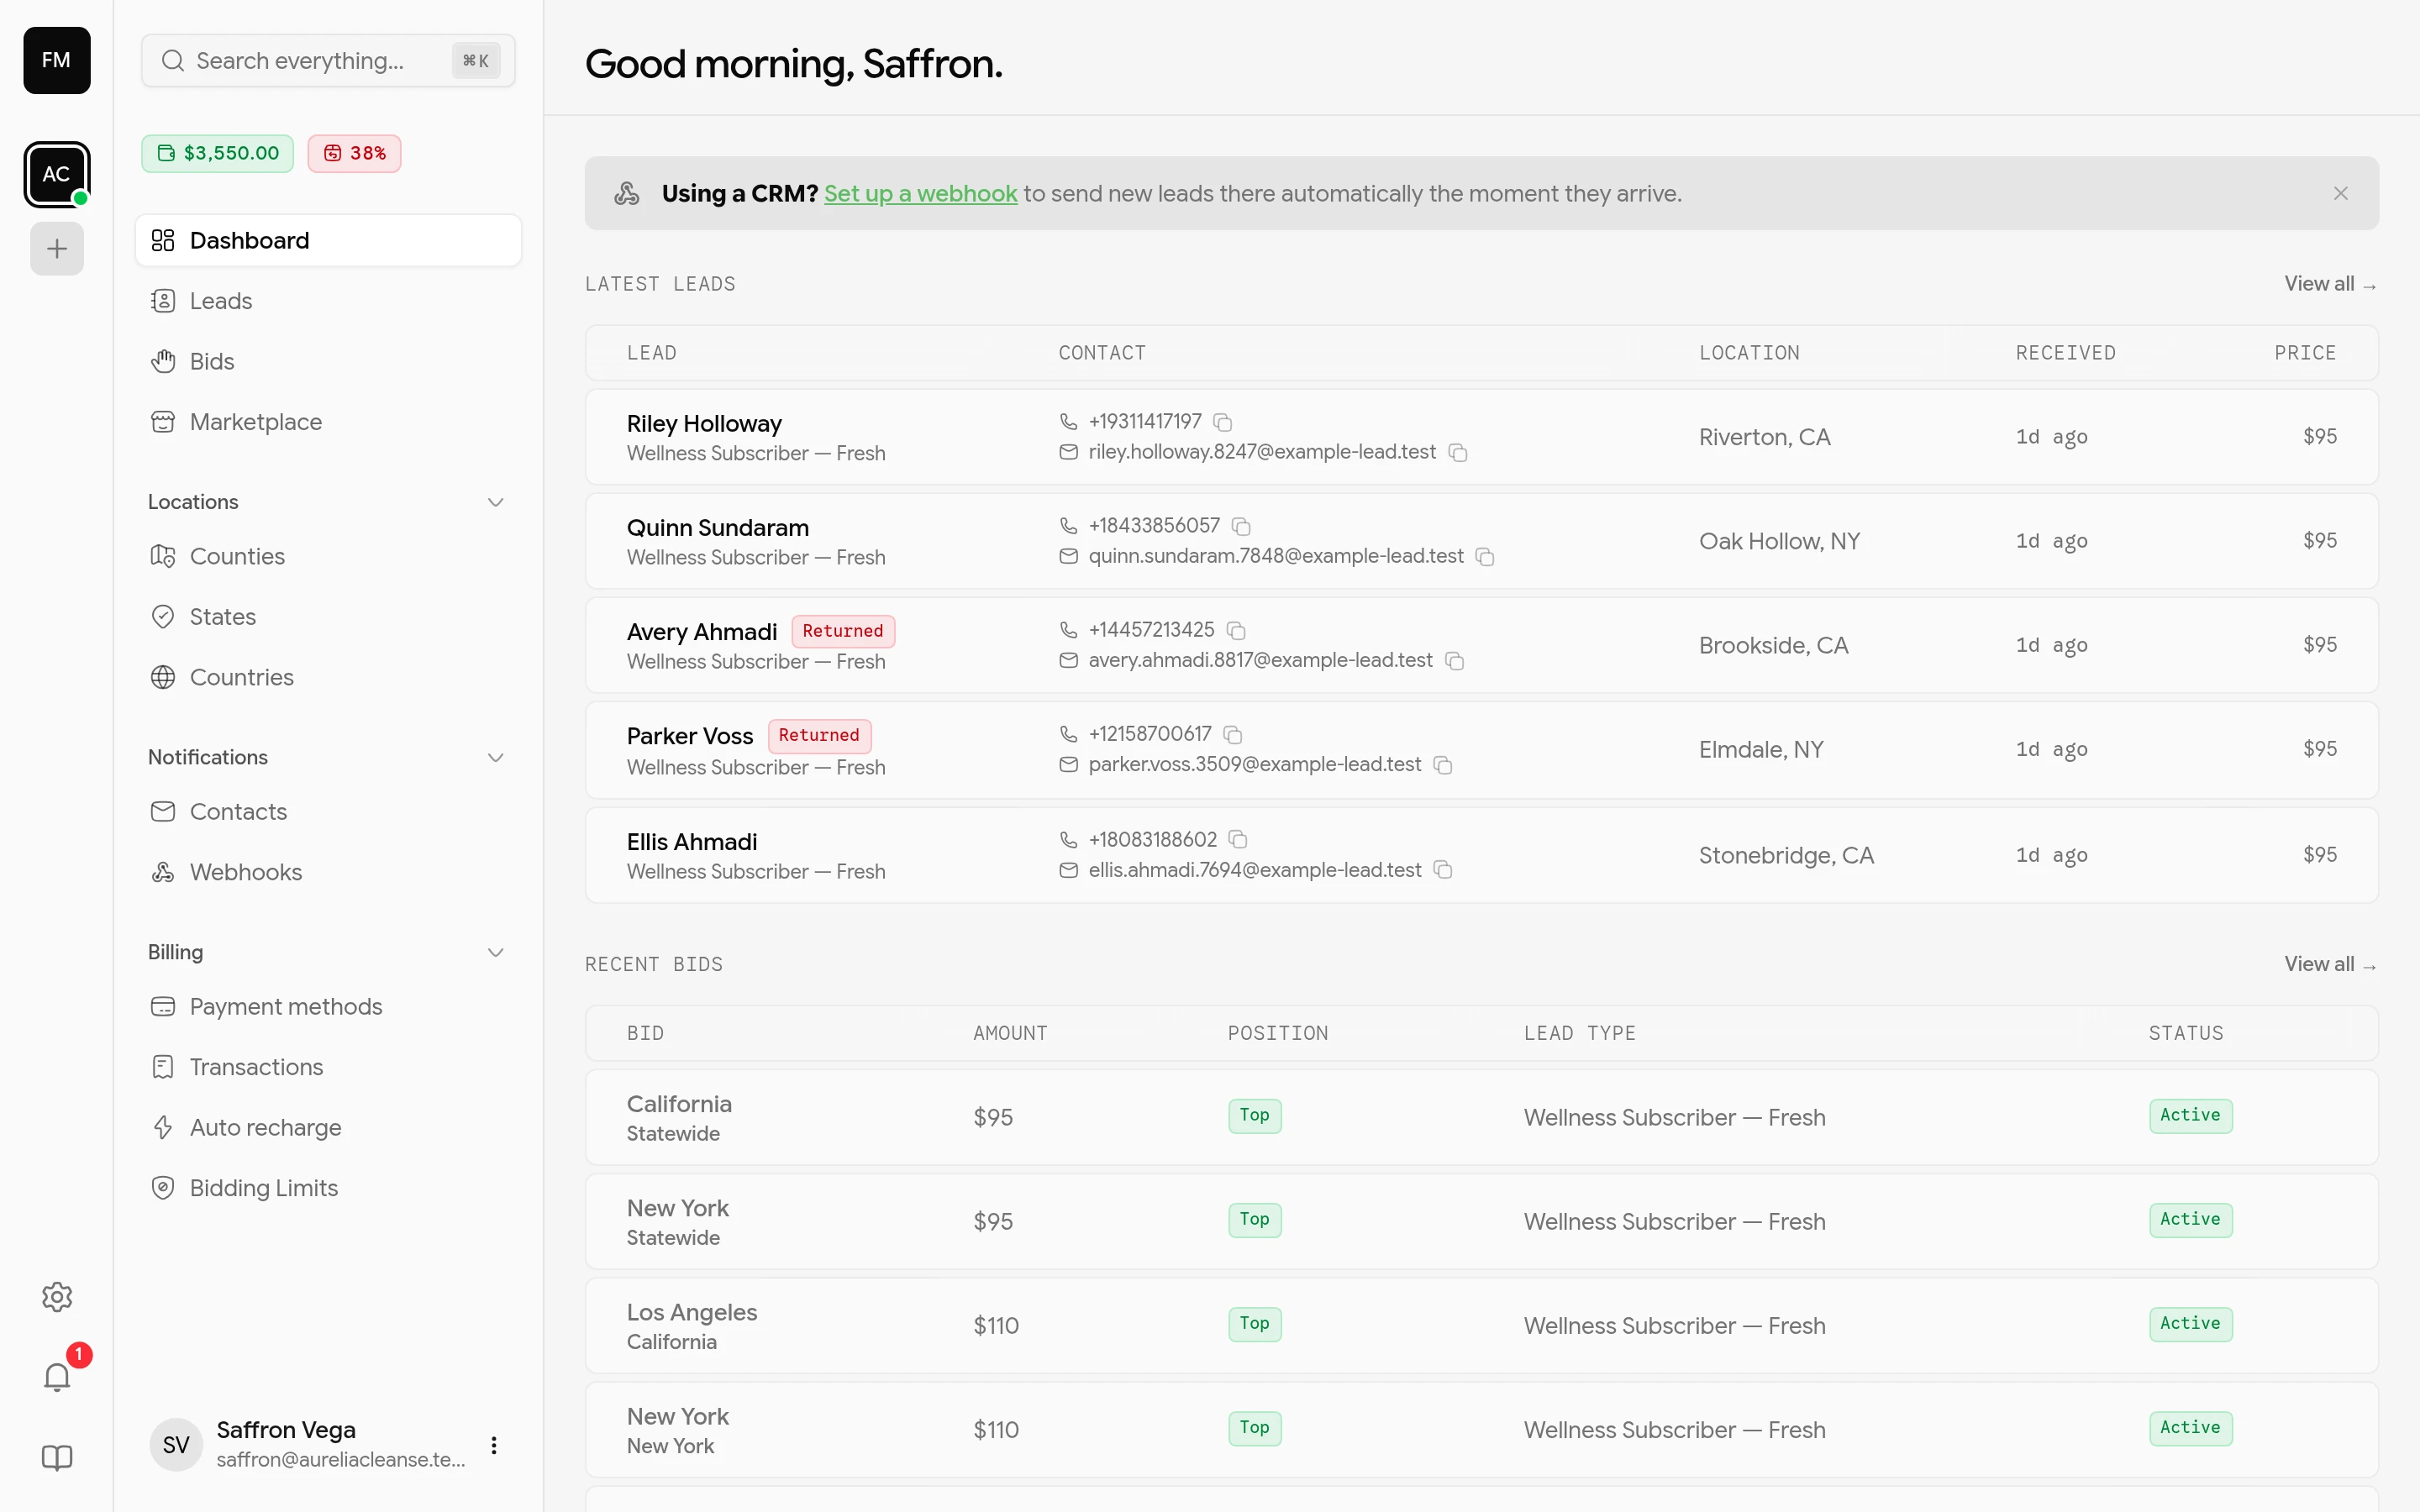 FM
AC
Search everything...
⌘K
$3,550.00
38%
Dashboard
Leads
Bids
Marketplace
Locations
Counties
States
Countries
Notifications
Contacts
Webhooks
Billing
Payment methods
Transactions
Auto recharge
Bidding Limits
1
SV
Saffron Vega
saffron@aureliacleanse.te...
Good morning, Saffron.
Using a CRM? Set up a webhook to send new leads there automatically the moment they arrive.
LATEST LEADS
View all →
LEAD CONTACT LOCATION RECEIVED PRICE
Riley Holloway
Wellness Subscriber — Fresh
+19311417197
riley.holloway.8247@example-lead.test
Riverton, CA
1d ago
$95
Quinn Sundaram
Wellness Subscriber — Fresh
+18433856057
quinn.sundaram.7848@example-lead.test
Oak Hollow, NY
1d ago
$95
Avery Ahmadi Returned
Wellness Subscriber — Fresh
+14457213425
avery.ahmadi.8817@example-lead.test
Brookside, CA
1d ago
$95
Parker Voss Returned
Wellness Subscriber — Fresh
+12158700617
parker.voss.3509@example-lead.test
Elmdale, NY
1d ago
$95
Ellis Ahmadi
Wellness Subscriber — Fresh
+18083188602
ellis.ahmadi.7694@example-lead.test
Stonebridge, CA
1d ago
$95
RECENT BIDS
View all →
BID AMOUNT POSITION LEAD TYPE STATUS
California
Statewide
$95
Top
Wellness Subscriber — Fresh
Active
New York
Statewide
$95
Top
Wellness Subscriber — Fresh
Active
Los Angeles
California
$110
Top
Wellness Subscriber — Fresh
Active
New York
New York
$110
Top
Wellness Subscriber — Fresh
Active